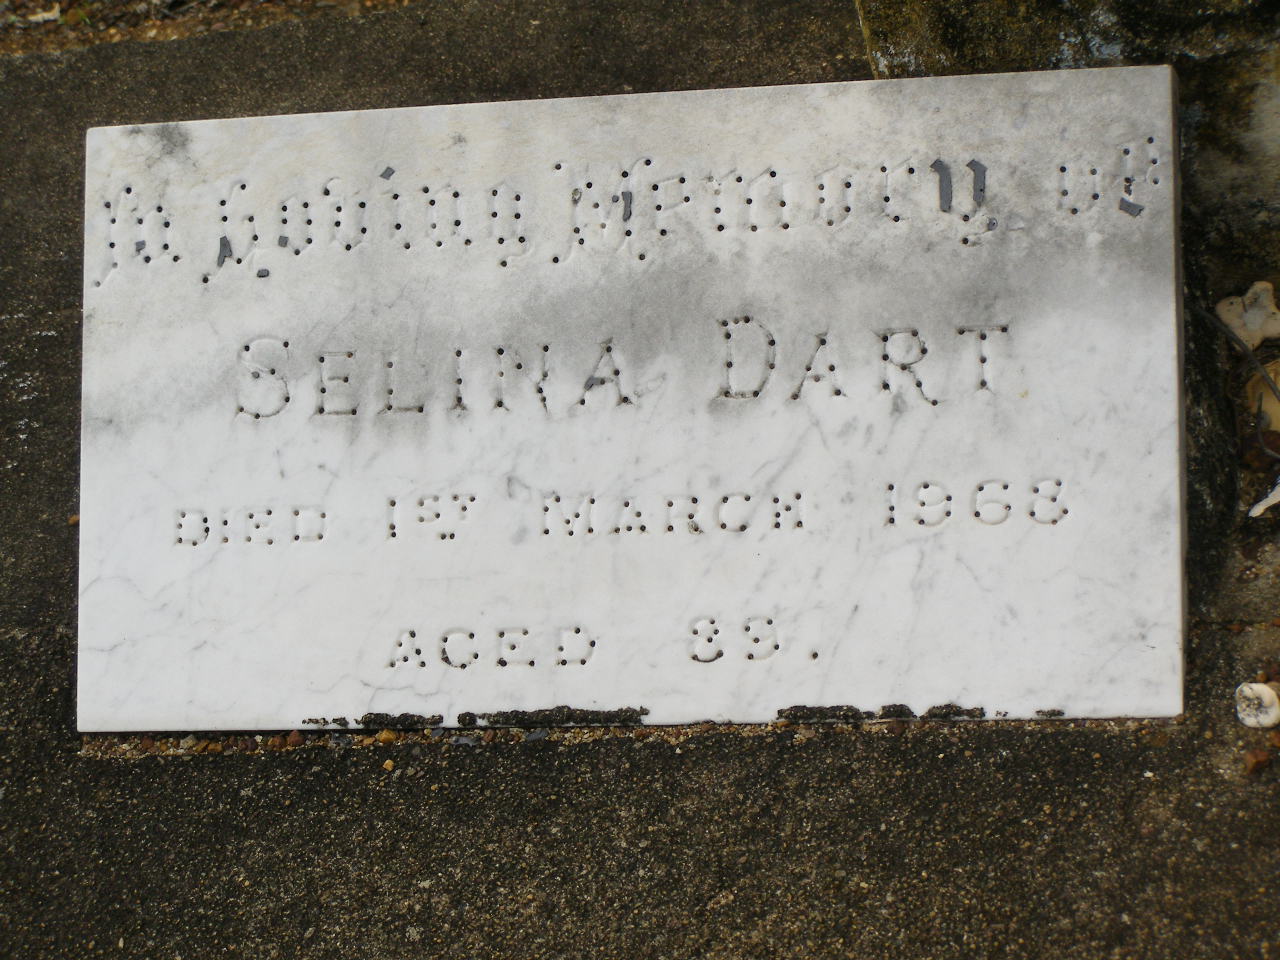 In Loving Memory of
SELINA DART
DIED 1ST MARCH 1968
AGED 89.